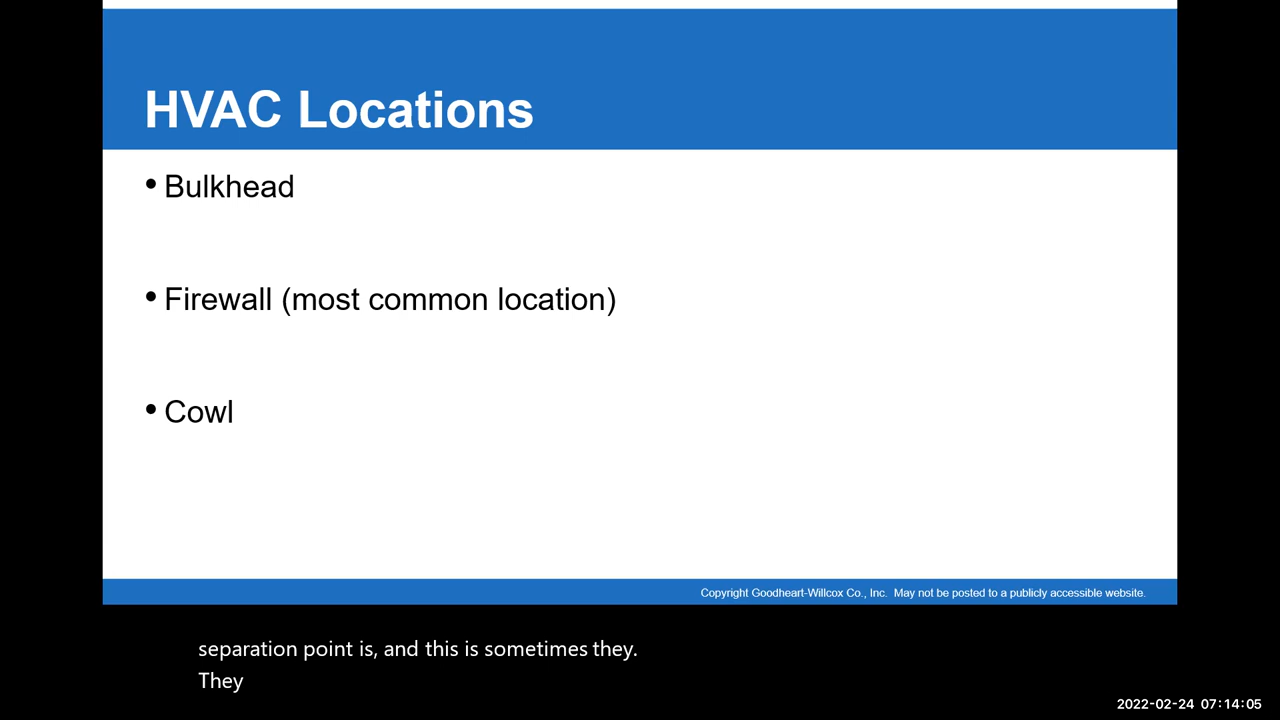 HVAC Locations
• Bulkhead
• Firewall (most common location)
• Cowl
Copyright Goodheart-Willcox Co., Inc.  May not be posted to a publicly accessible website.
separation point is, and this is sometimes they.
They
2022-02-24 07:14:05